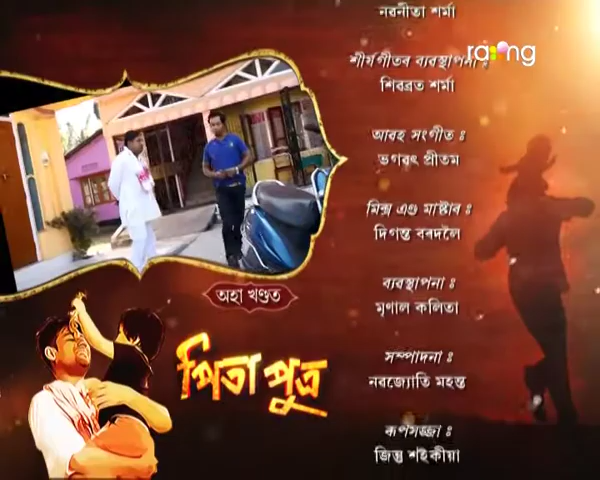 নৱনীতা শৰ্মা
rang
শীৰ্ষগীতৰ ব্যৱস্থাপনা :
শিৱব্ৰত শৰ্মা
আৱহ সংগীত :
ভগৱৎ প্ৰীতম
মিক্স এণ্ড মাষ্টাৰ :
দিগন্ত বৰদলৈ
ব্যৱস্থাপনা :
মৃণাল কলিতা
সম্পাদনা :
নৱজ্যোতি মহন্ত
ৰূপসজ্জা :
জিন্তু শইকীয়া
অহা খণ্ডত
পিতা পুত্ৰ